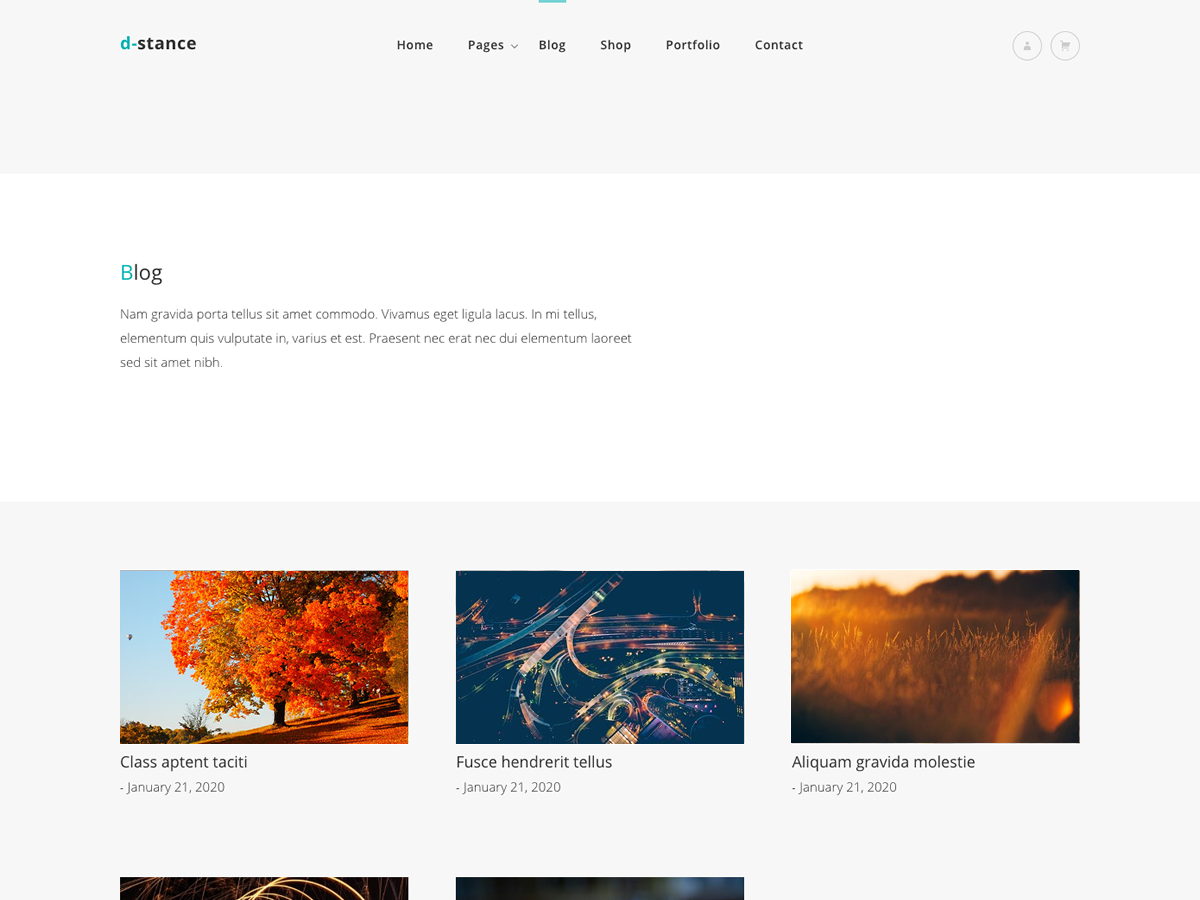 d-stance
Home Pages Blog Shop Portfolio Contact
Blog
Nam gravida porta tellus sit amet commodo. Vivamus eget ligula lacus. In mi tellus,
elementum quis vulputate in, varius et est. Praesent nec erat nec dui elementum laoreet
sed sit amet nibh.
Class aptent taciti
- January 21, 2020
Fusce hendrerit tellus
- January 21, 2020
Aliquam gravida molestie
- January 21, 2020